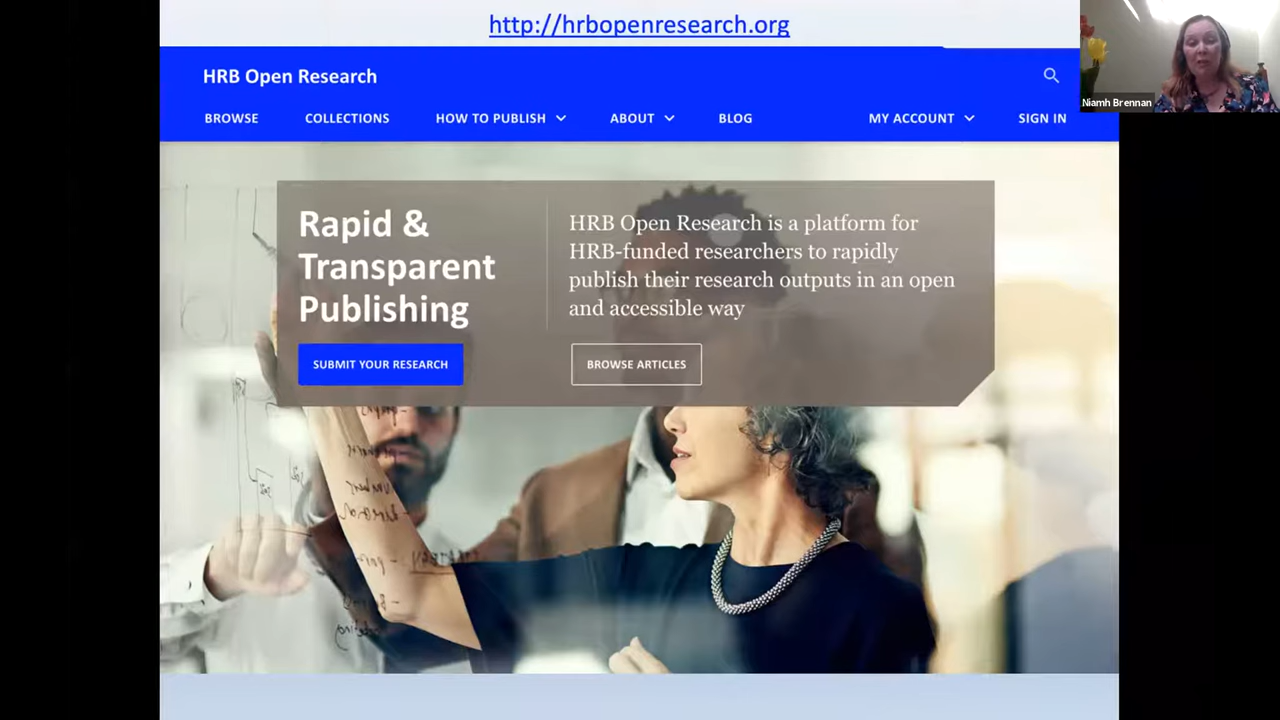 http://hrbopenresearch.org
HRB Open Research
Niamh Brennan
BROWSE COLLECTIONS HOW TO PUBLISH ABOUT BLOG MY ACCOUNT SIGN IN
Rapid &
Transparent
Publishing
HRB Open Research is a platform for
HRB-funded researchers to rapidly
publish their research outputs in an open
and accessible way
SUBMIT YOUR RESEARCH
BROWSE ARTICLES